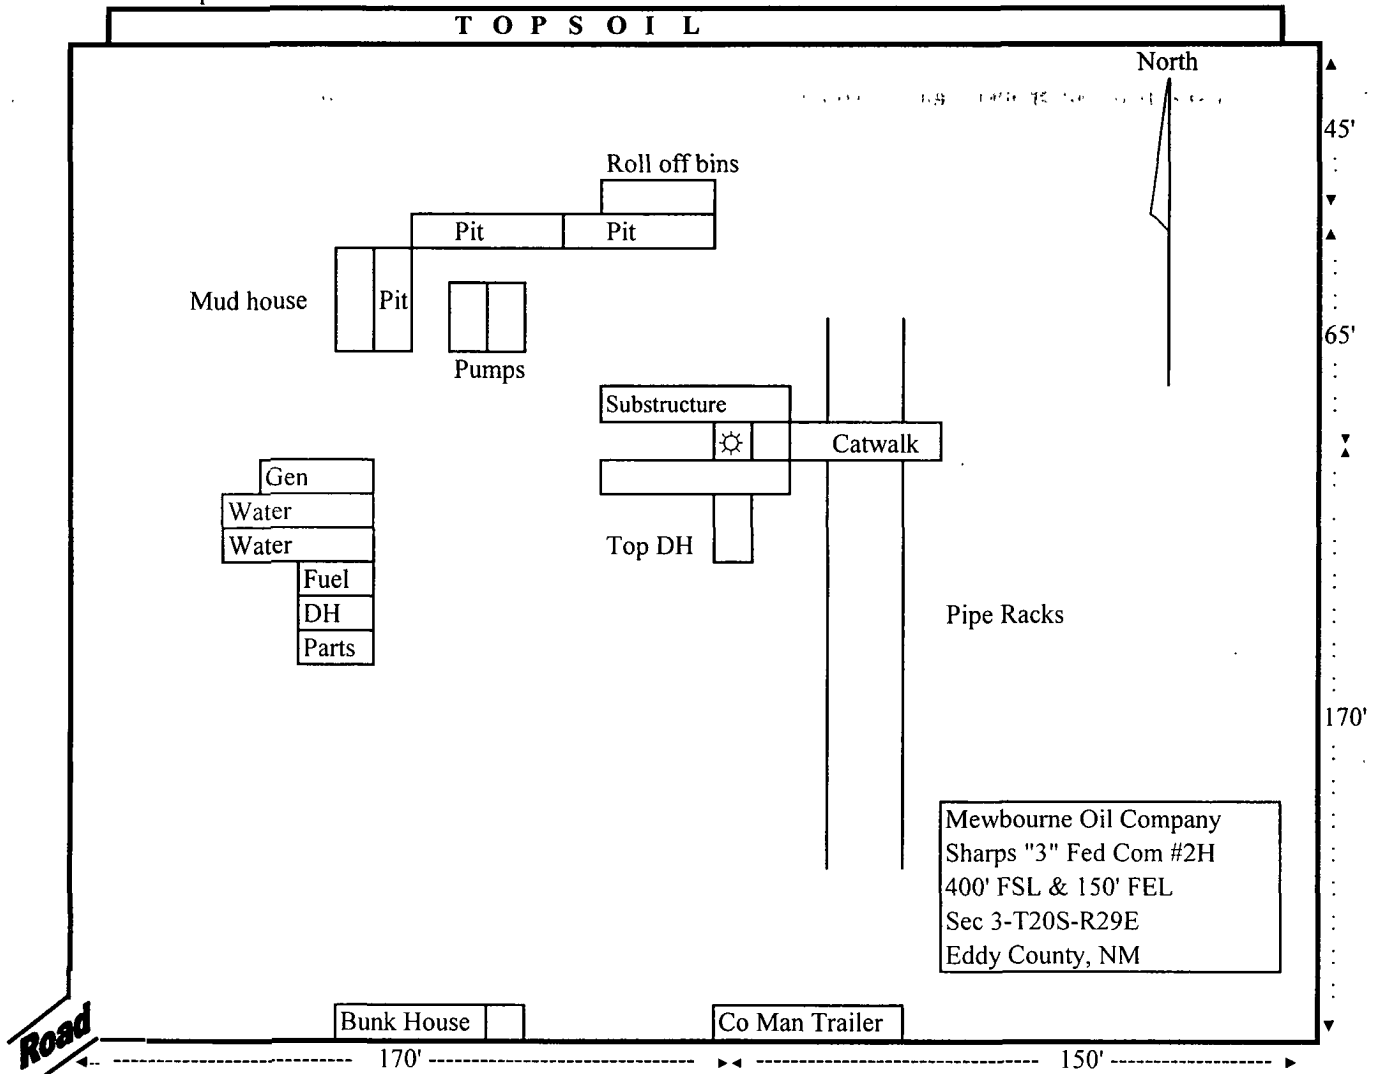 T O P S O I L
North
45'
Roll off bins
Pit Pit
Mud house Pit
65'
Pumps
Substructure
Catwalk
Gen
Water
Water
Top DH
Fuel
DH
Parts
Pipe Racks
170'
Mewbourne Oil Company
Sharps "3" Fed Com #2H
400' FSL & 150' FEL
Sec 3-T20S-R29E
Eddy County, NM
Road
Bunk House
Co Man Trailer
170' 150'